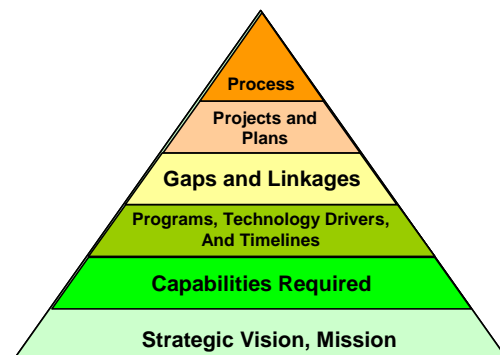 Process
Projects and
Plans
Gaps and Linkages
Programs, Technology Drivers,
And Timelines
Capabilities Required
Strategic Vision, Mission